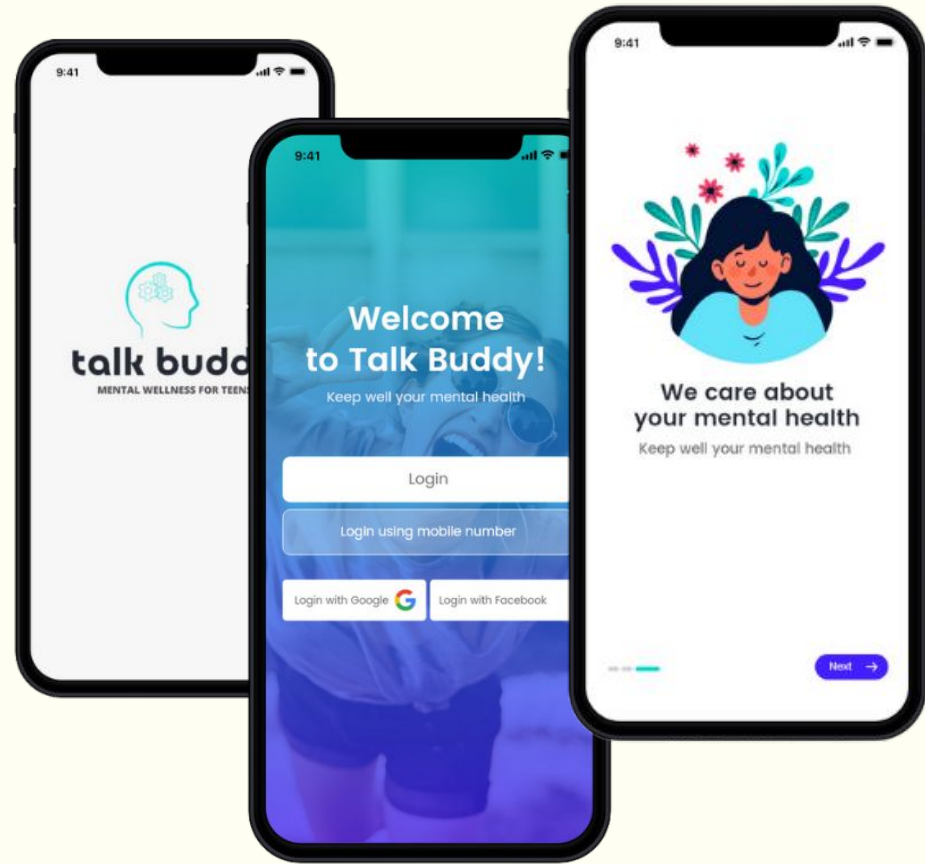 9:41
talk budd
MENTAL WELLNESS FOR TEENS
9:41
Welcome
to Talk Buddy!
Keep well your mental health
Login
Login using mobile number
Login with Google
Login with Facebook
9:41
We care about
your mental health
Keep well your mental health
Next